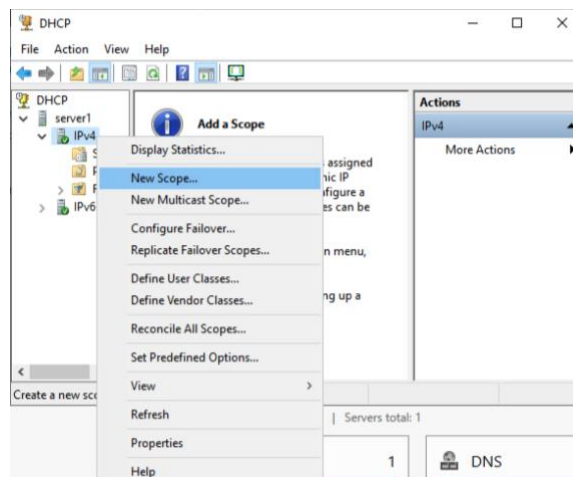 DHCP
File Action View Help
DHCP
server1
IPv4
IPv6
Add a Scope
assigned
nic IP
nfigure a
es can be
n menu,
ng up a
Display Statistics...
New Scope...
New Multicast Scope...
Configure Failover...
Replicate Failover Scopes...
Define User Classes...
Define Vendor Classes...
Reconcile All Scopes...
Set Predefined Options...
View
Refresh
Properties
Help
Actions
IPv4
More Actions
Create a new sco
Servers total: 1
1
DNS